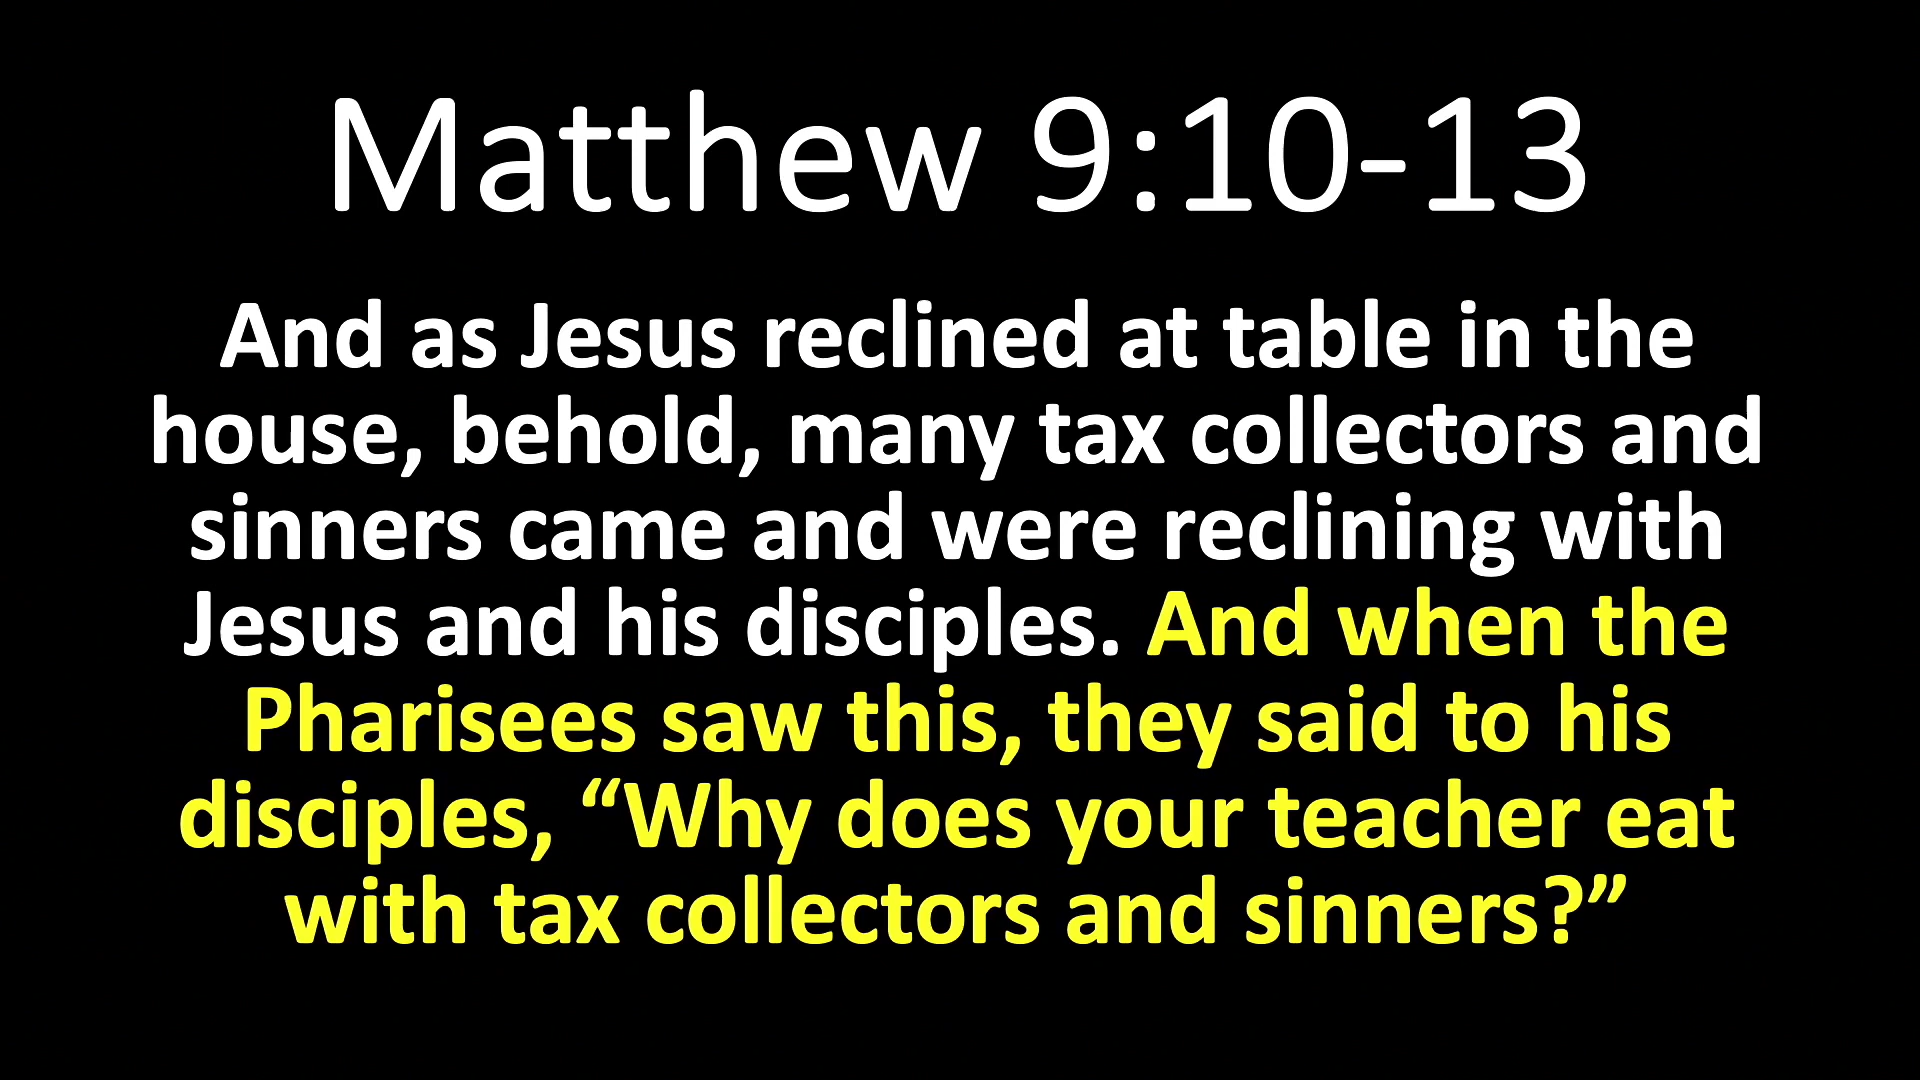 Matthew 9:10-13
And as Jesus reclined at table in the
house, behold, many tax collectors and
sinners came and were reclining with
Jesus and his disciples. And when the
Pharisees saw this, they said to his
disciples, “Why does your teacher eat
with tax collectors and sinners?”